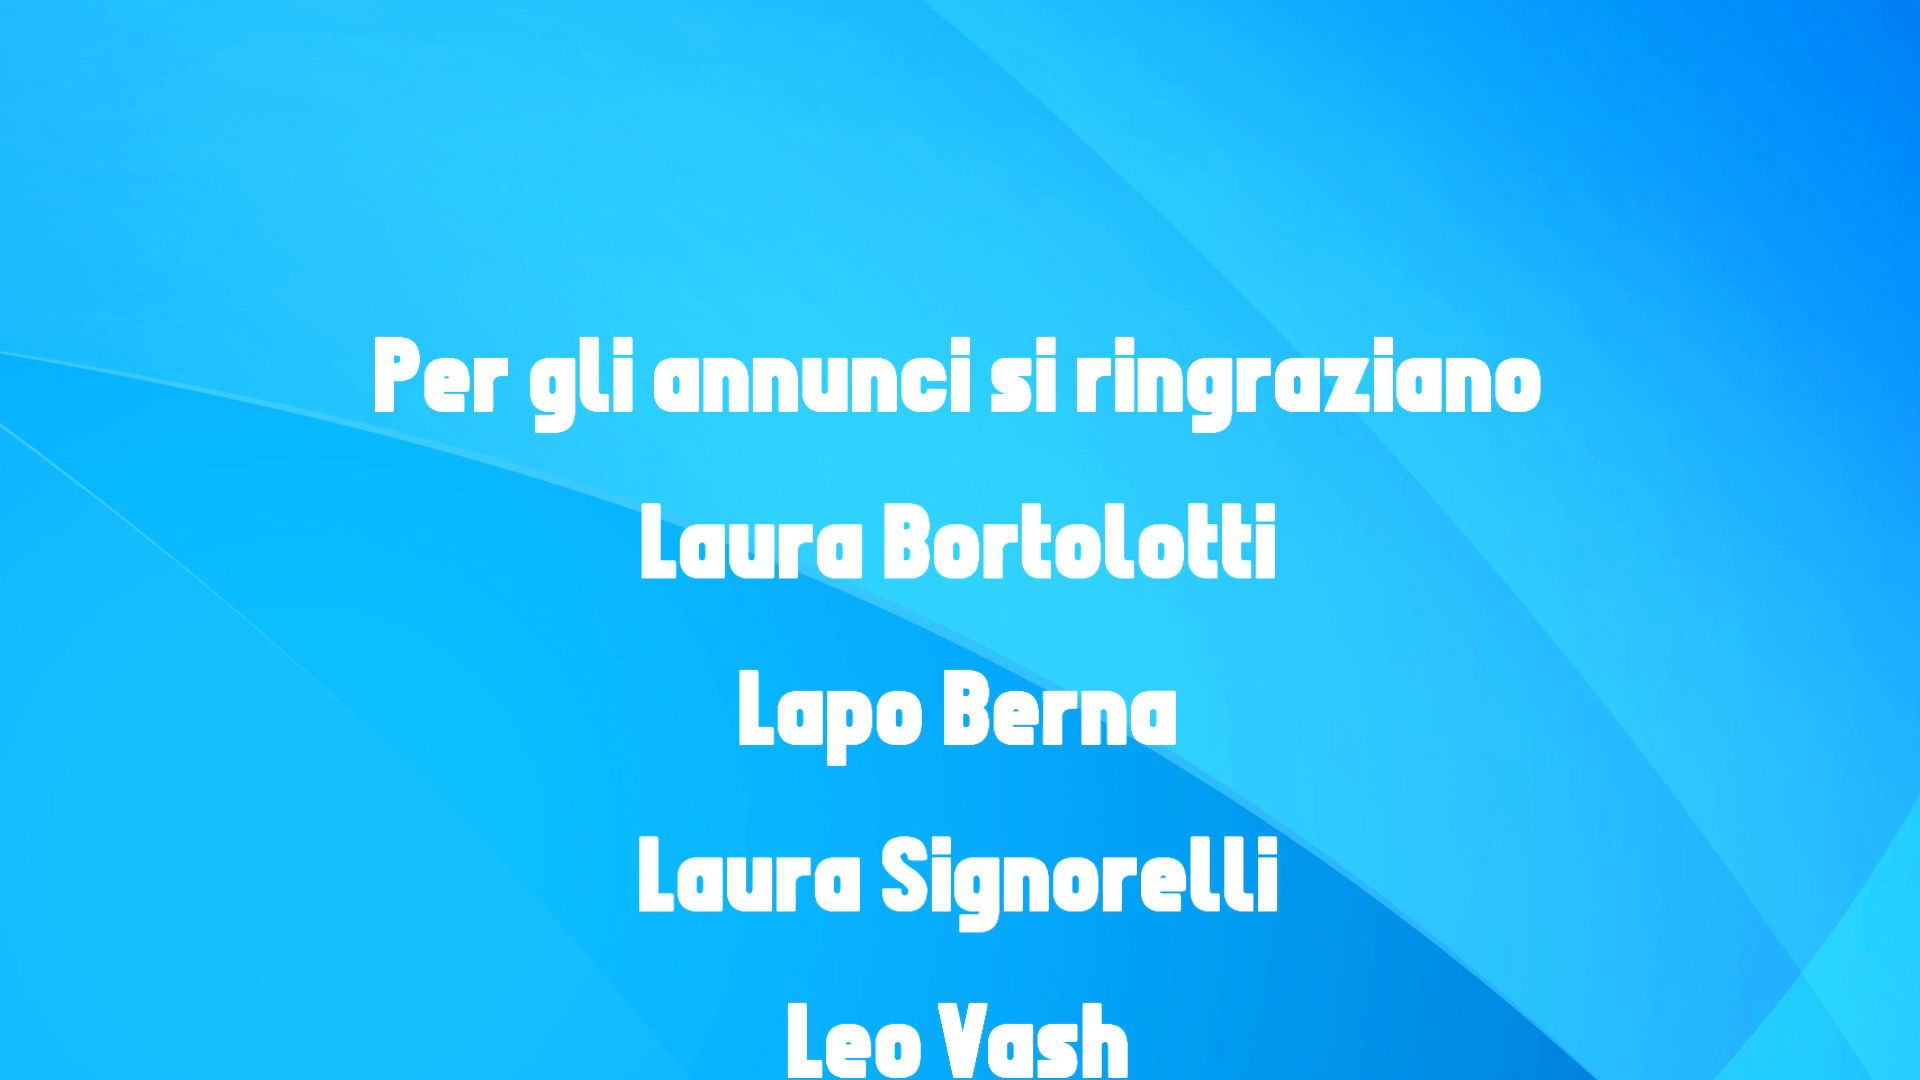 Per gli annunci si ringraziano
Laura Bortolotti
Lapo Berna
Laura Signorelli
Leo Vash